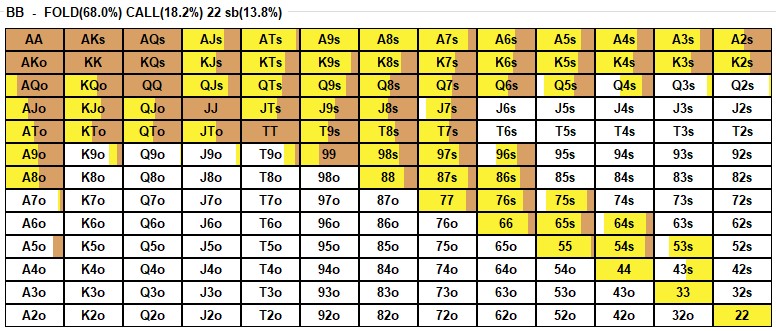 BB - FOLD(68.0%) CALL(18.2%) 22 sb(13.8%)
AA AKs AQs AJs ATs A9s A8s A7s A6s A5s A4s A3s A2s
AKo KK KQs KJs KTs K9s K8s K7s K6s K5s K4s K3s K2s
AQo KQo QQ QJs QTs Q9s Q8s Q7s Q6s Q5s Q4s Q3s Q2s
AJo KJo QJo JJ JTs J9s J8s J7s J6s J5s J4s J3s J2s
ATo KTo QTo JTo TT T9s T8s T7s T6s T5s T4s T3s T2s
A9o K9o Q9o J9o T9o 99 98s 97s 96s 95s 94s 93s 92s
A8o K8o Q8o J8o T8o 98o 88 87s 86s 85s 84s 83s 82s
A7o K7o Q7o J7o T7o 97o 87o 77 76s 75s 74s 73s 72s
A6o K6o Q6o J6o T6o 96o 86o 76o 66 65s 64s 63s 62s
A5o K5o Q5o J5o T5o 95o 85o 75o 65o 55 54s 53s 52s
A4o K4o Q4o J4o T4o 94o 84o 74o 64o 54o 44 43s 42s
A3o K3o Q3o J3o T3o 93o 83o 73o 63o 53o 43o 33 32s
A2o K2o Q2o J2o T2o 92o 82o 72o 62o 52o 42o 32o 22